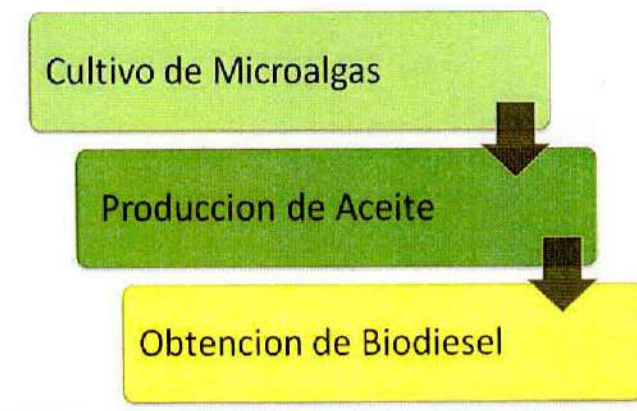 Cultivo de Microalgas
Produccion de Aceite
Obtencion de Biodiesel